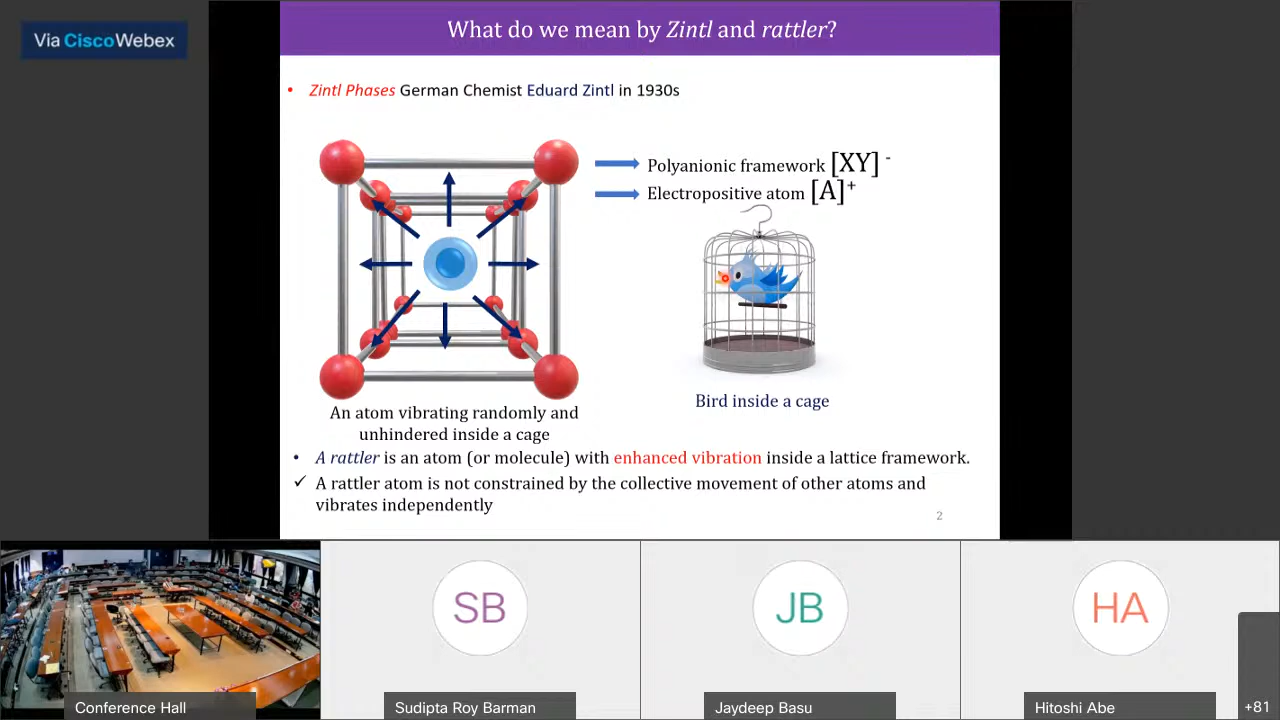 Via Cisco Webex
What do we mean by Zintl and rattler?
• Zintl Phases German Chemist Eduard Zintl in 1930s
Polyanionic framework [XY] -
Electropositive atom [A]+
Bird inside a cage
An atom vibrating randomly and
unhindered inside a cage
• A rattler is an atom (or molecule) with enhanced vibration inside a lattice framework.
✓ A rattler atom is not constrained by the collective movement of other atoms and
vibrates independently
2
SB
JB
HA
Conference Hall
Sudipta Roy Barman
Jaydeep Basu
Hitoshi Abe
+81